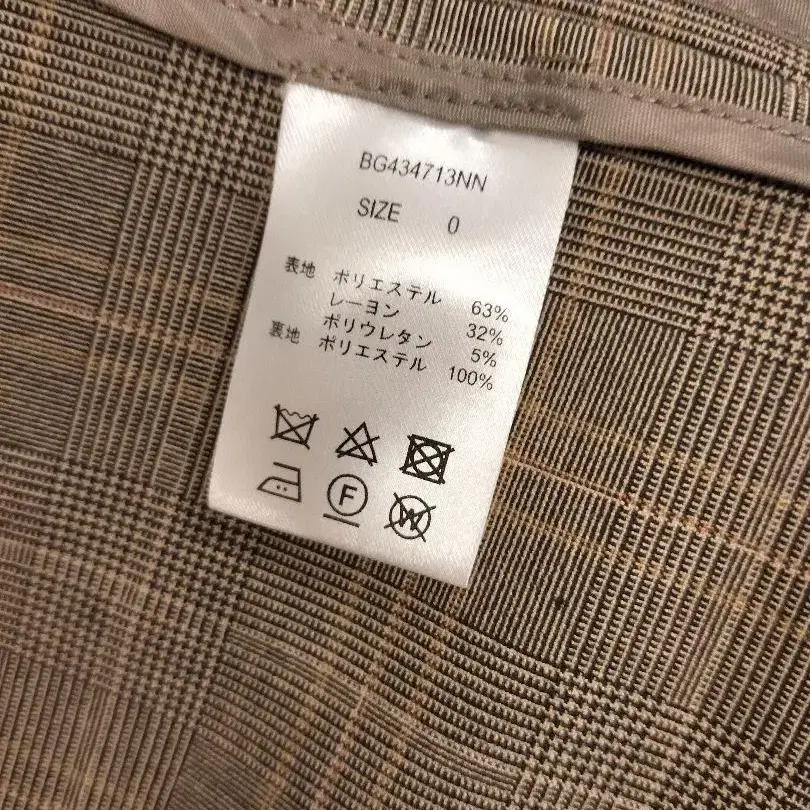 BG434713NN
SIZE 0
表地 ポリエステル 63%
レーヨン 32%
ポリウレタン 5%
裏地 ポリエステル 100%
F
W